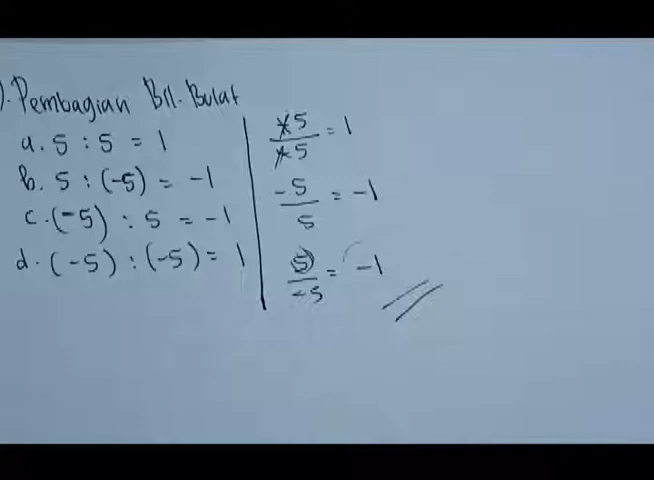 ). Pembagian Bil. Bulat
a. 5 : 5 = 1
b. 5 : (-5) = -1
c. (-5) : 5 = -1
d. (-5) : (-5) = 1
5
5
= 1
-5
5
= -1
5
-5
= -1